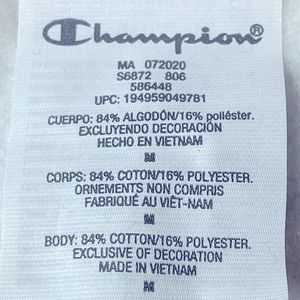 Champion®
MA 072020
S6872 806
586448
UPC: 194959049781
CUERPO: 84% ALGODÓN/16% poliéster.
EXCLUYENDO DECORACIÓN
HECHO EN VIETNAM
M
CORPS: 84% COTON/16% POLYESTER.
ORNEMENTS NON COMPRIS
FABRIQUÉ AU VIÊT-NAM
M
BODY: 84% COTTON/16% POLYESTER.
EXCLUSIVE OF DECORATION
MADE IN VIETNAM
M